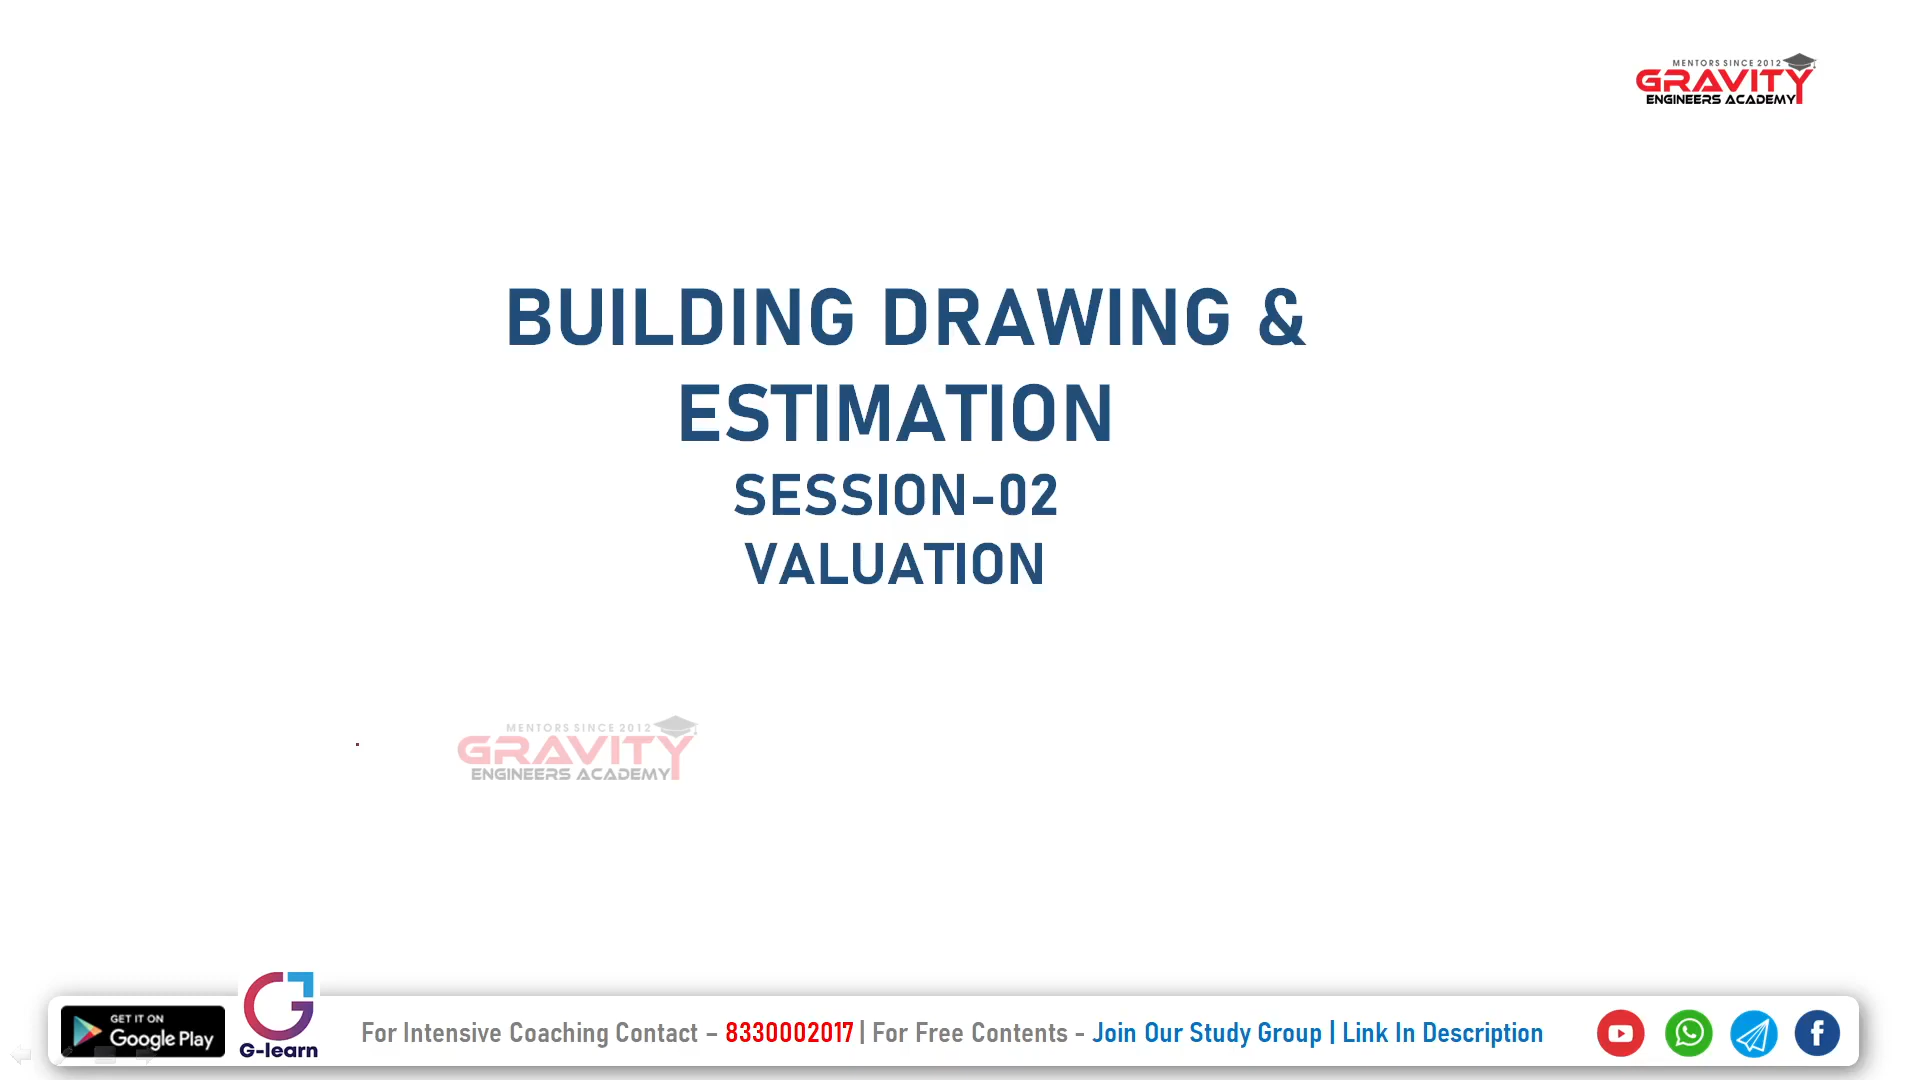 MENTORS SINCE 2012
GRAVITY
ENGINEERS ACADEMY
BUILDING DRAWING &
ESTIMATION
SESSION-02
VALUATION
MENTORS SINCE 2012
GRAVITY
ENGINEERS ACADEMY
GET IT ON
Google Play
G-learn
For Intensive Coaching Contact – 8330002017 | For Free Contents - Join Our Study Group | Link In Description